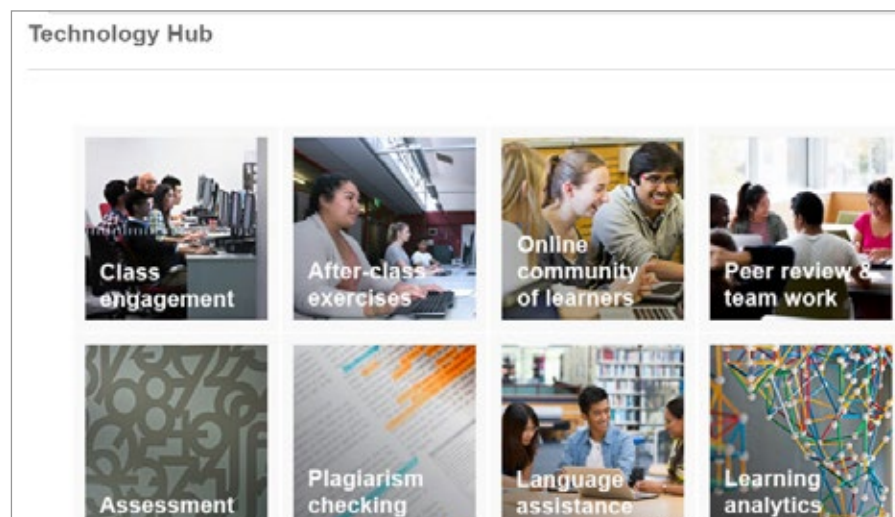 Technology Hub
Class
engagement
After-class
exercises
Online
community
of learners
Peer review &
team work
Assessment
Plagiarism
checking
Language
assistance
Learning
analytics